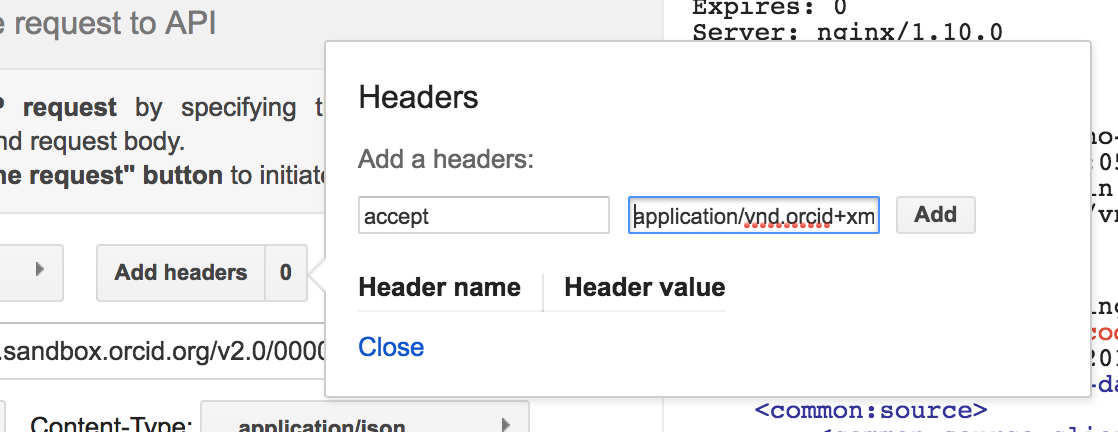 e request to API
P request by specifying t
nd request body.
he request" button to initiate
Add headers 0
.sandbox.orcid.org/v2.0/0000
Content-Type: application/json
Headers
Add a headers:
accept application/vnd.orcid+xm Add
Header name Header value
Close
Expires: 0
Server: nginx/1.10.0
<common:source>